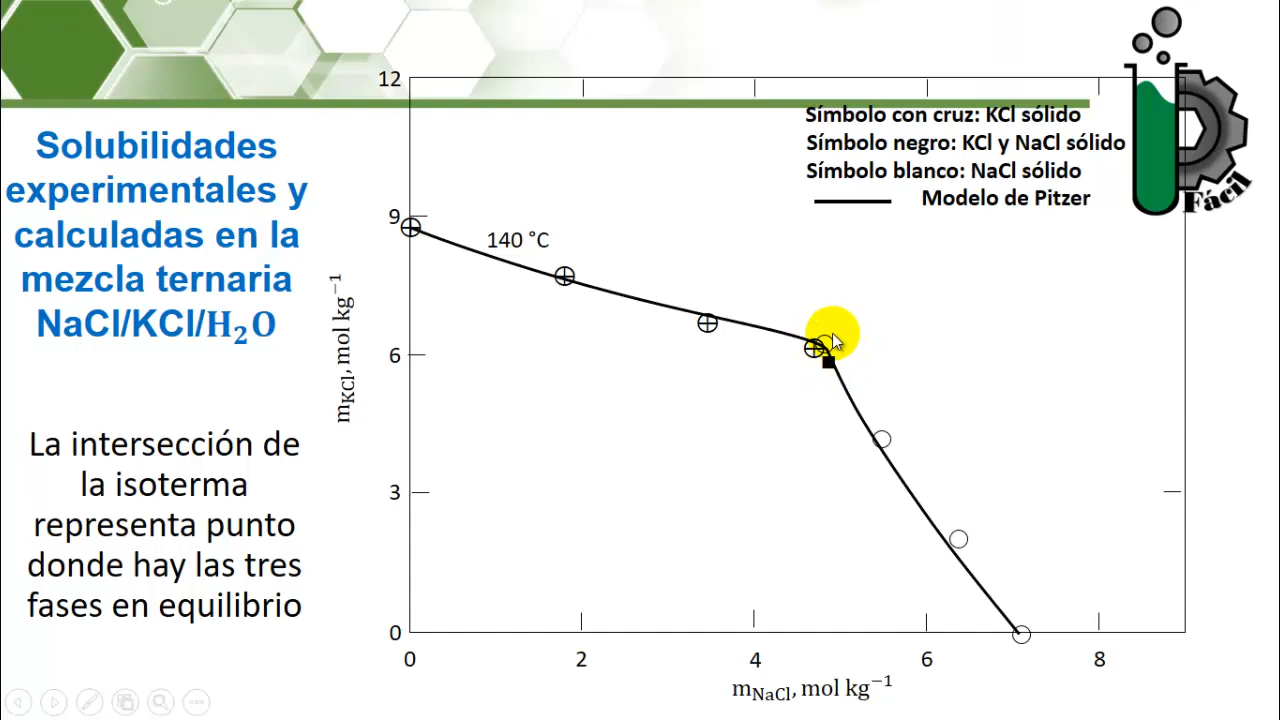 Solubilidades
experimentales y
calculadas en la
mezcla ternaria
NaCl/KCl/H₂O
La intersección de
la isoterma
representa punto
donde hay las tres
fases en equilibrio
Símbolo con cruz: KCl sólido
Símbolo negro: KCl y NaCl sólido
Símbolo blanco: NaCl sólido
Modelo de Pitzer
Fácil
140 °C
12
9
6
3
0
m_KCl, mol kg⁻¹
0 2 4 6 8
m_NaCl, mol kg⁻¹